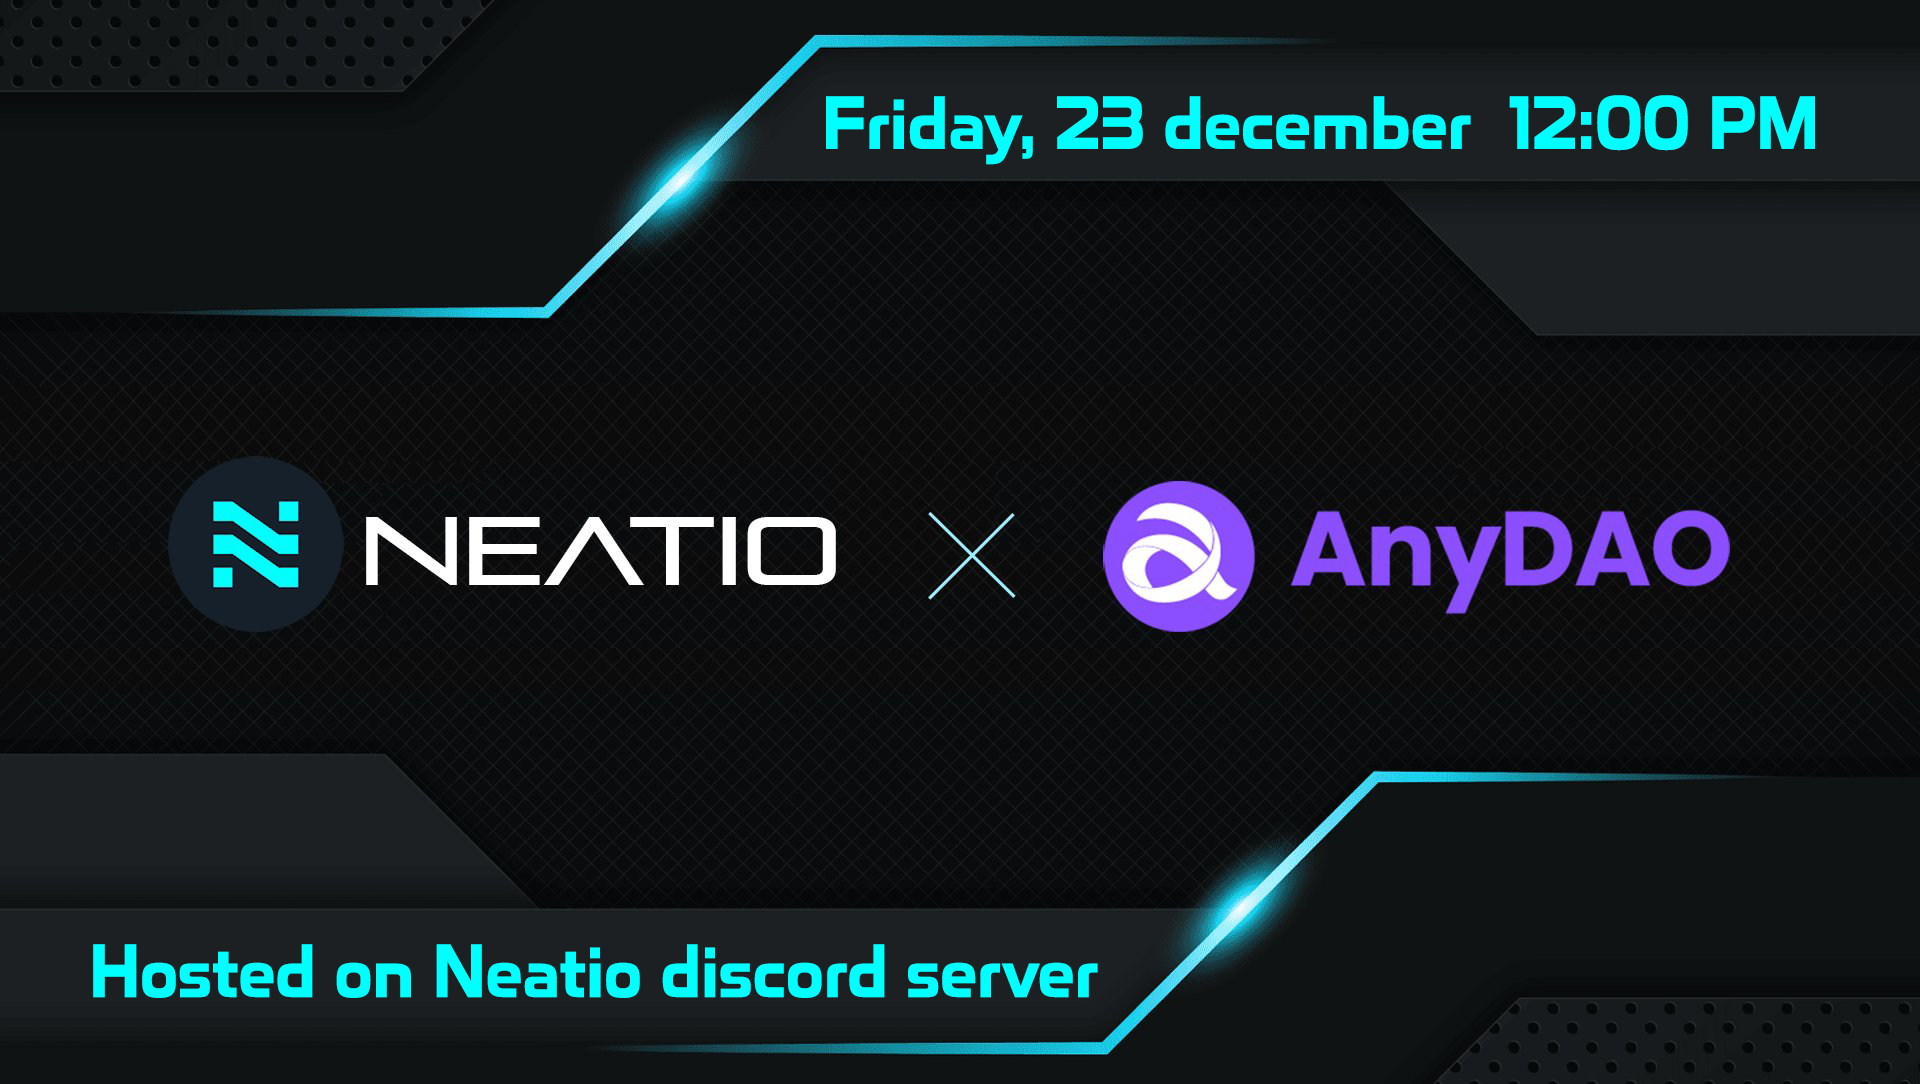 Friday, 23 december 12:00 PM
NEATIO
AnyDAO
Hosted on Neatio discord server